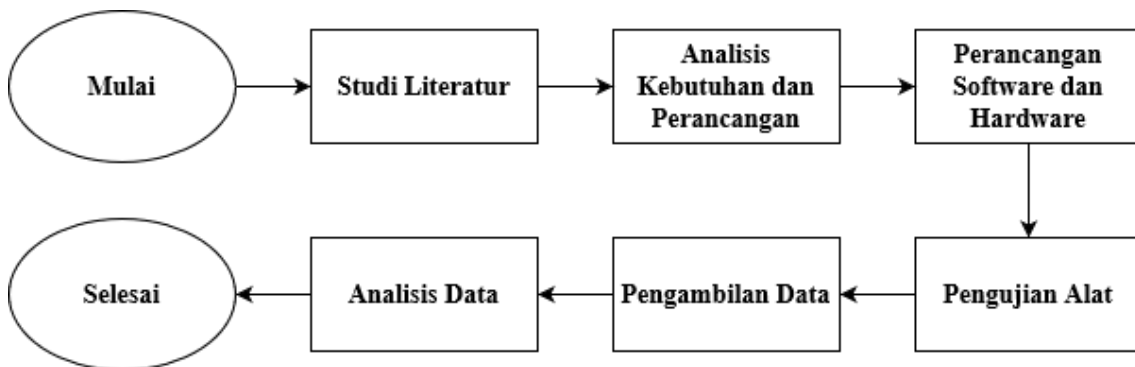 Mulai
Studi Literatur
Analisis
Kebutuhan dan
Perancangan
Perancangan
Software dan
Hardware
Pengujian Alat
Pengambilan Data
Analisis Data
Selesai